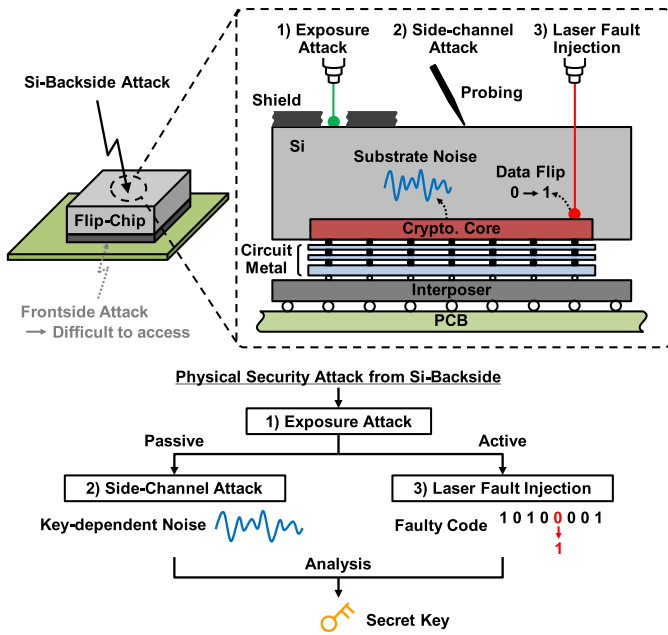 Si-Backside Attack
Flip-Chip
Frontside Attack
→ Difficult to access
1) Exposure
Attack
2) Side-channel
Attack
3) Laser Fault
Injection
Shield
Probing
Si
Substrate Noise
Data Flip
0 → 1
Crypto. Core
Circuit
Metal
Interposer
PCB
Physical Security Attack from Si-Backside
1) Exposure Attack
Passive
Active
2) Side-Channel Attack
3) Laser Fault Injection
Key-dependent Noise
Faulty Code
1 0 1 0 0 0 0 1
1
Analysis
Secret Key